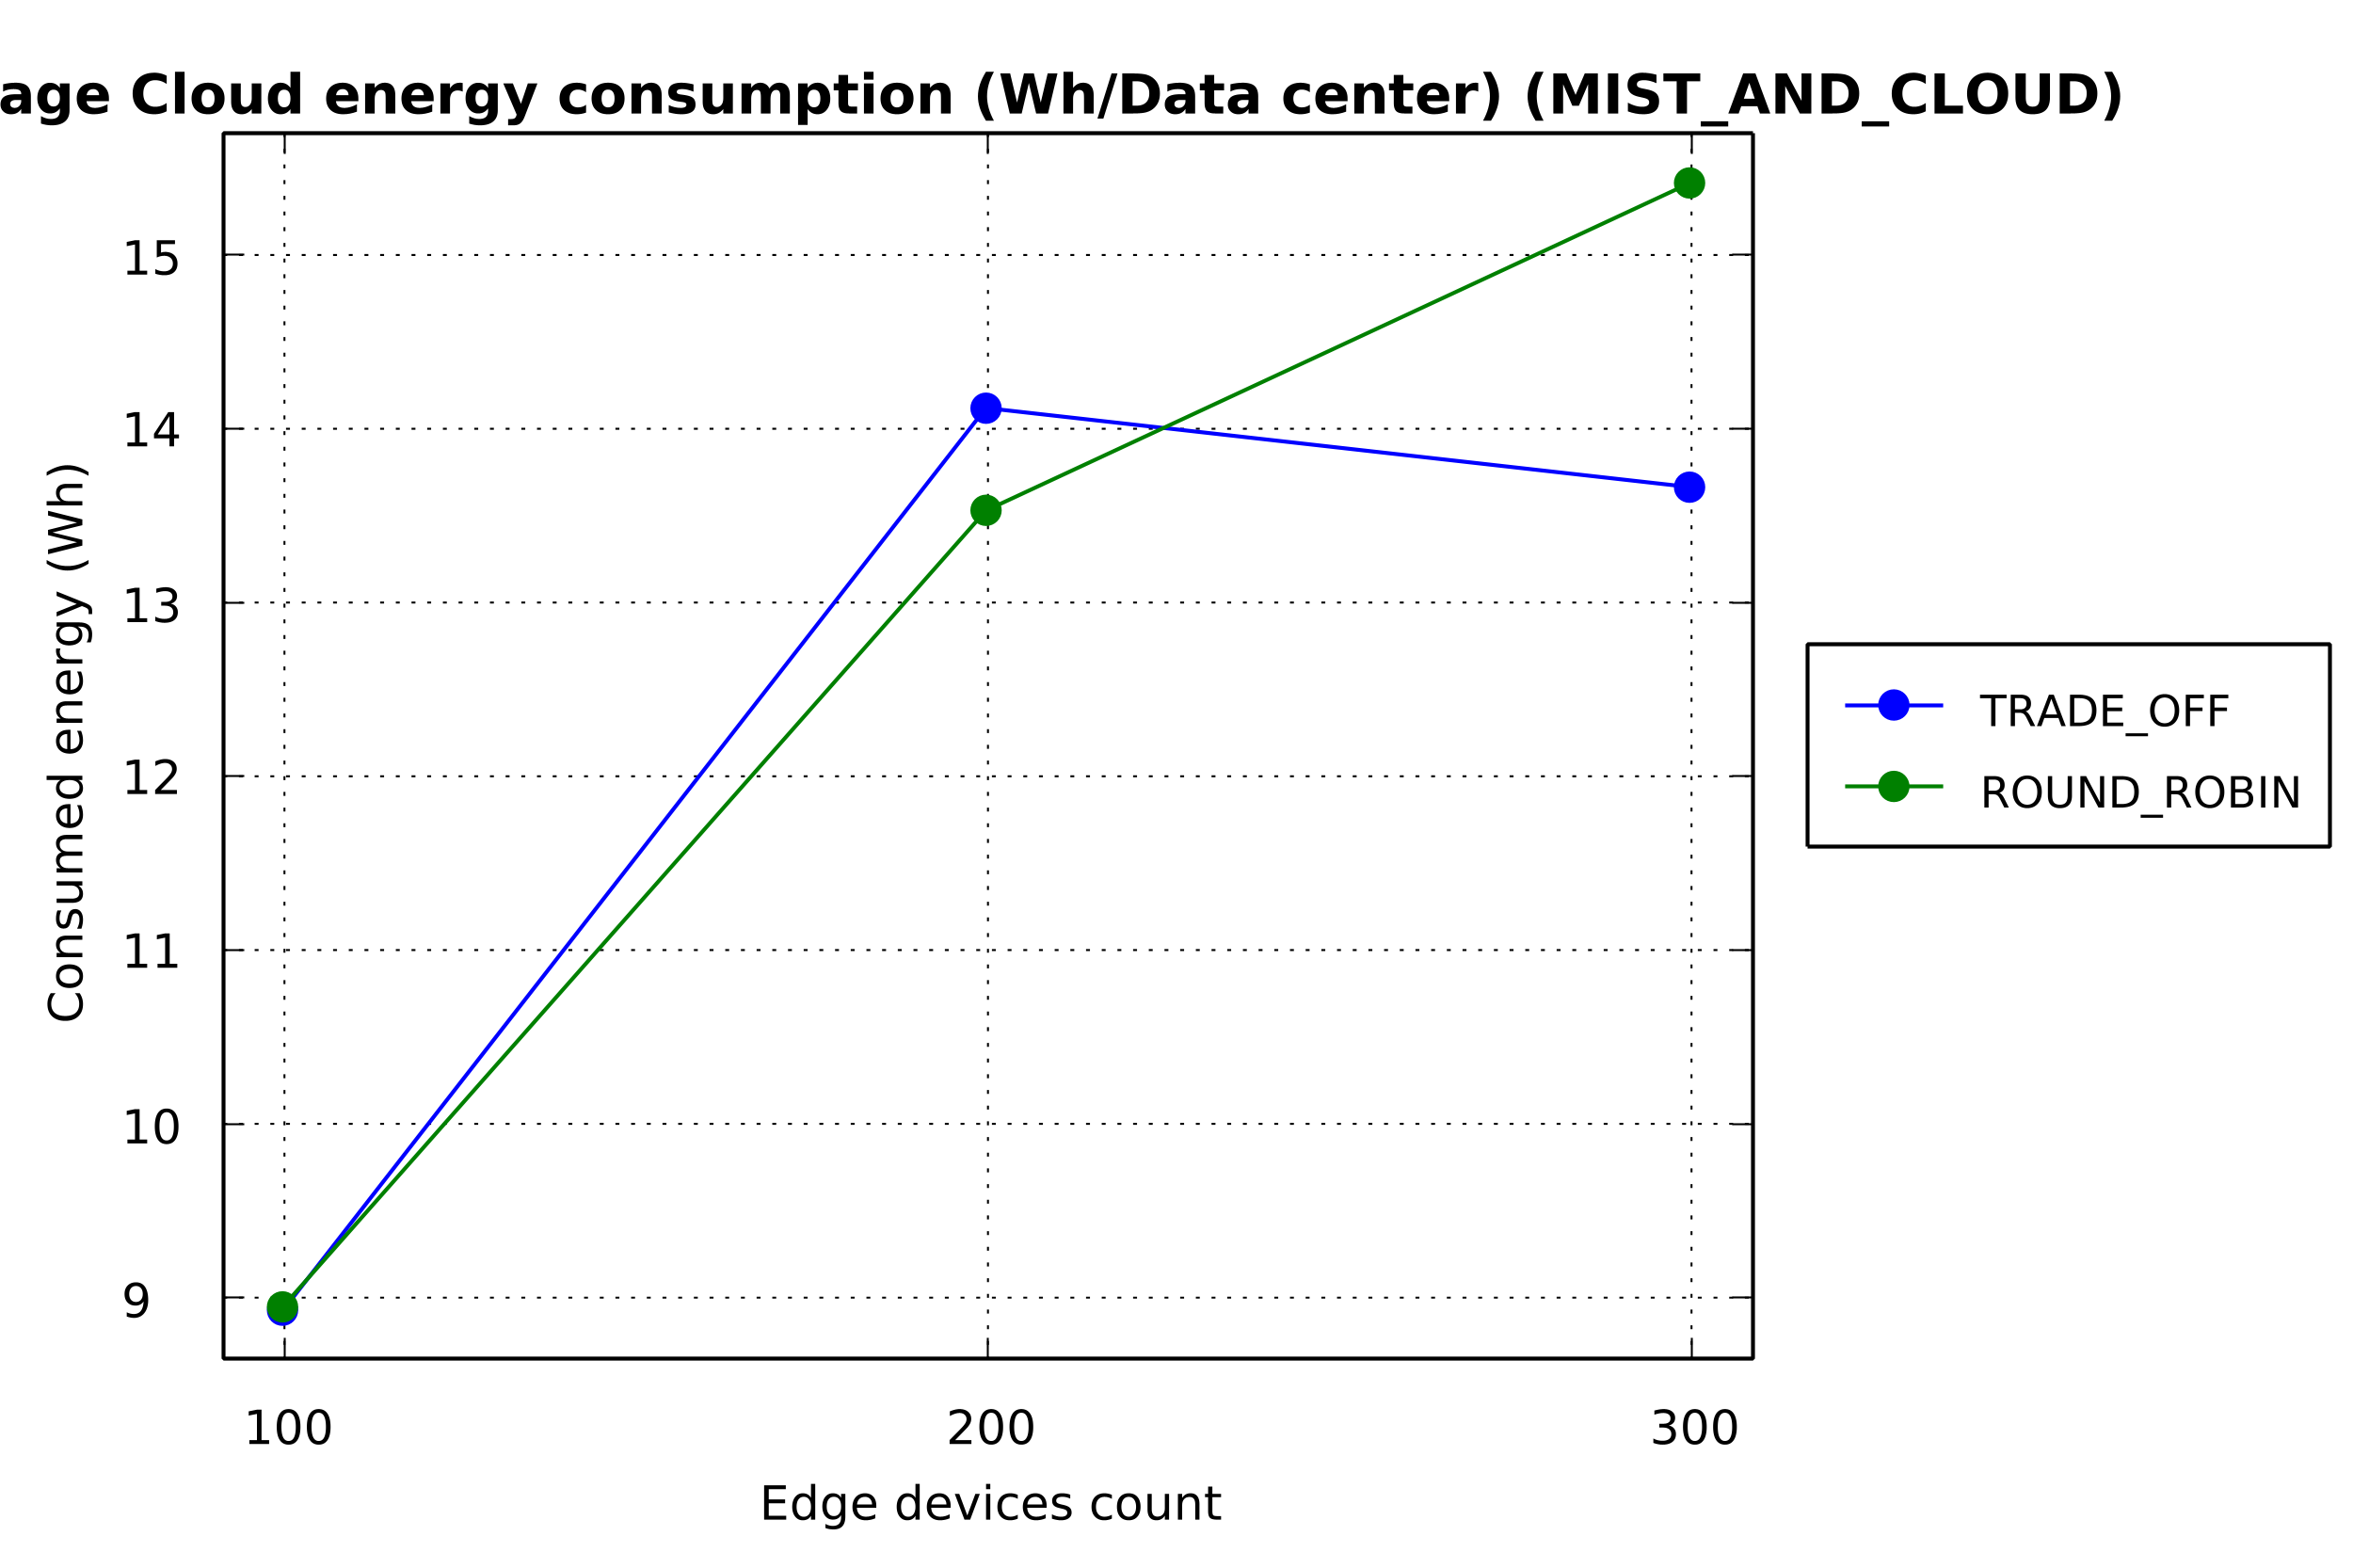 age Cloud energy consumption (Wh/Data center) (MIST_AND_CLOUD)
15
14
13
12
11
10
9
Consumed energy (Wh)
100 200 300
Edge devices count
TRADE_OFF
ROUND_ROBIN